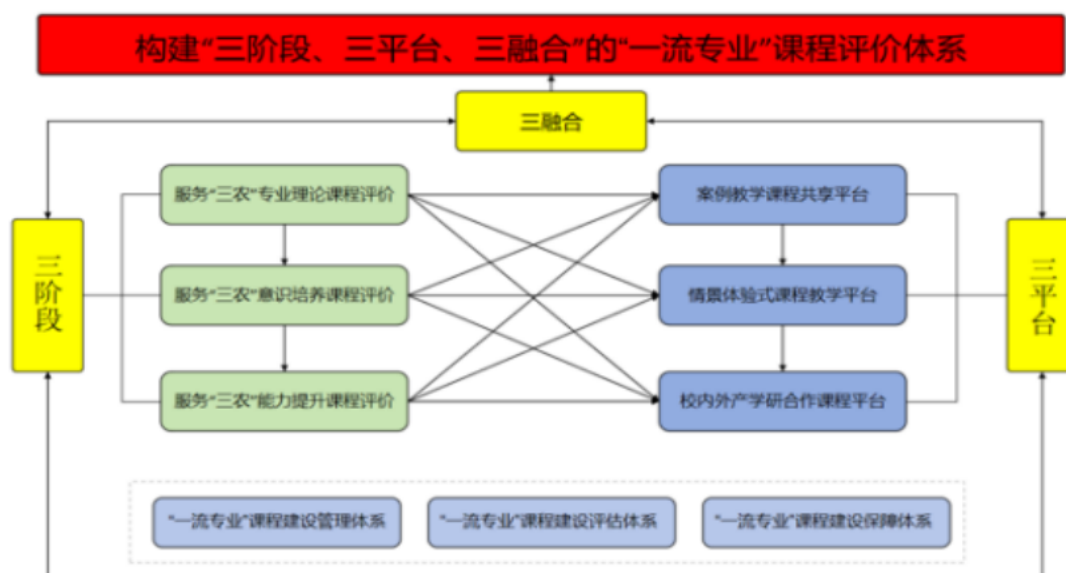 构建“三阶段、三平台、三融合”的“一流专业”课程评价体系
三融合
三阶段
服务“三农”专业理论课程评价
服务“三农”意识培养课程评价
服务“三农”能力提升课程评价
案例教学课程共享平台
情景体验式课程教学平台
校内外产学研合作课程平台
三平台
“一流专业”课程建设管理体系
“一流专业”课程建设评估体系
“一流专业”课程建设保障体系